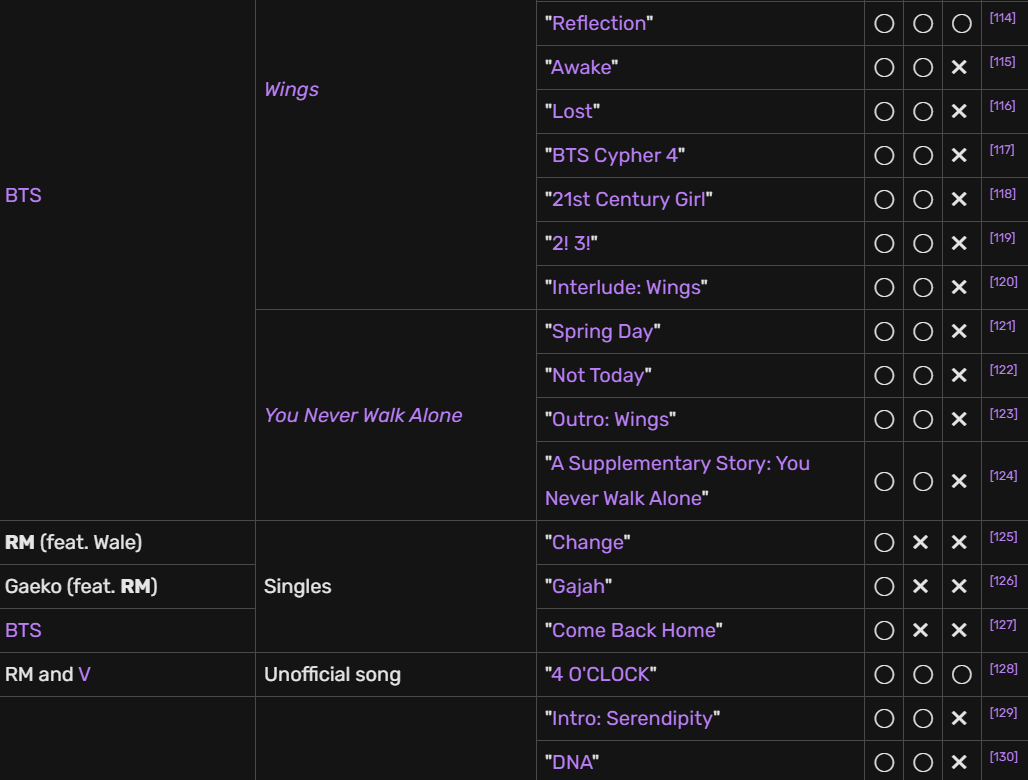 "Reflection" ○ ○ ○ [114]
Wings
"Awake" ○ ○ × [115]
"Lost" ○ ○ × [116]
"BTS Cypher 4" ○ ○ × [117]
BTS
"21st Century Girl" ○ ○ × [118]
"2! 3!" ○ ○ × [119]
"Interlude: Wings" ○ ○ × [120]
"Spring Day" ○ ○ × [121]
"Not Today" ○ ○ × [122]
You Never Walk Alone
"Outro: Wings" ○ ○ × [123]
"A Supplementary Story: You
Never Walk Alone" ○ ○ × [124]
RM (feat. Wale) "Change" ○ × × [125]
Gaeko (feat. RM) Singles "Gajah" ○ × × [126]
BTS "Come Back Home" ○ × × [127]
RM and V Unofficial song "4 O'CLOCK" ○ ○ ○ [128]
"Intro: Serendipity" ○ ○ × [129]
"DNA" ○ ○ × [130]